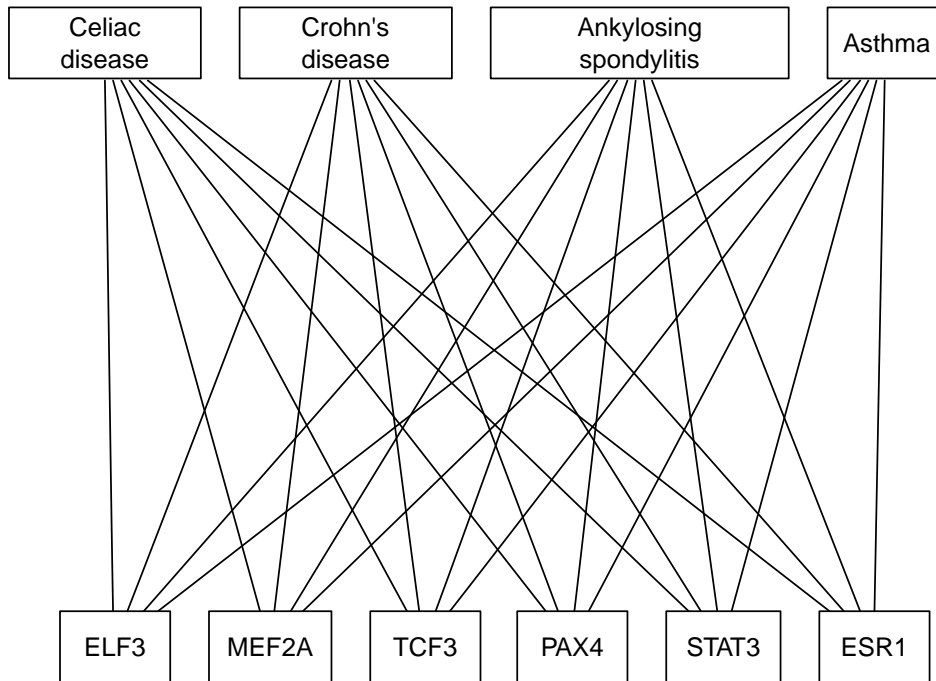 Celiac
disease
Crohn's
disease
Ankylosing
spondylitis
Asthma
ELF3
MEF2A
TCF3
PAX4
STAT3
ESR1